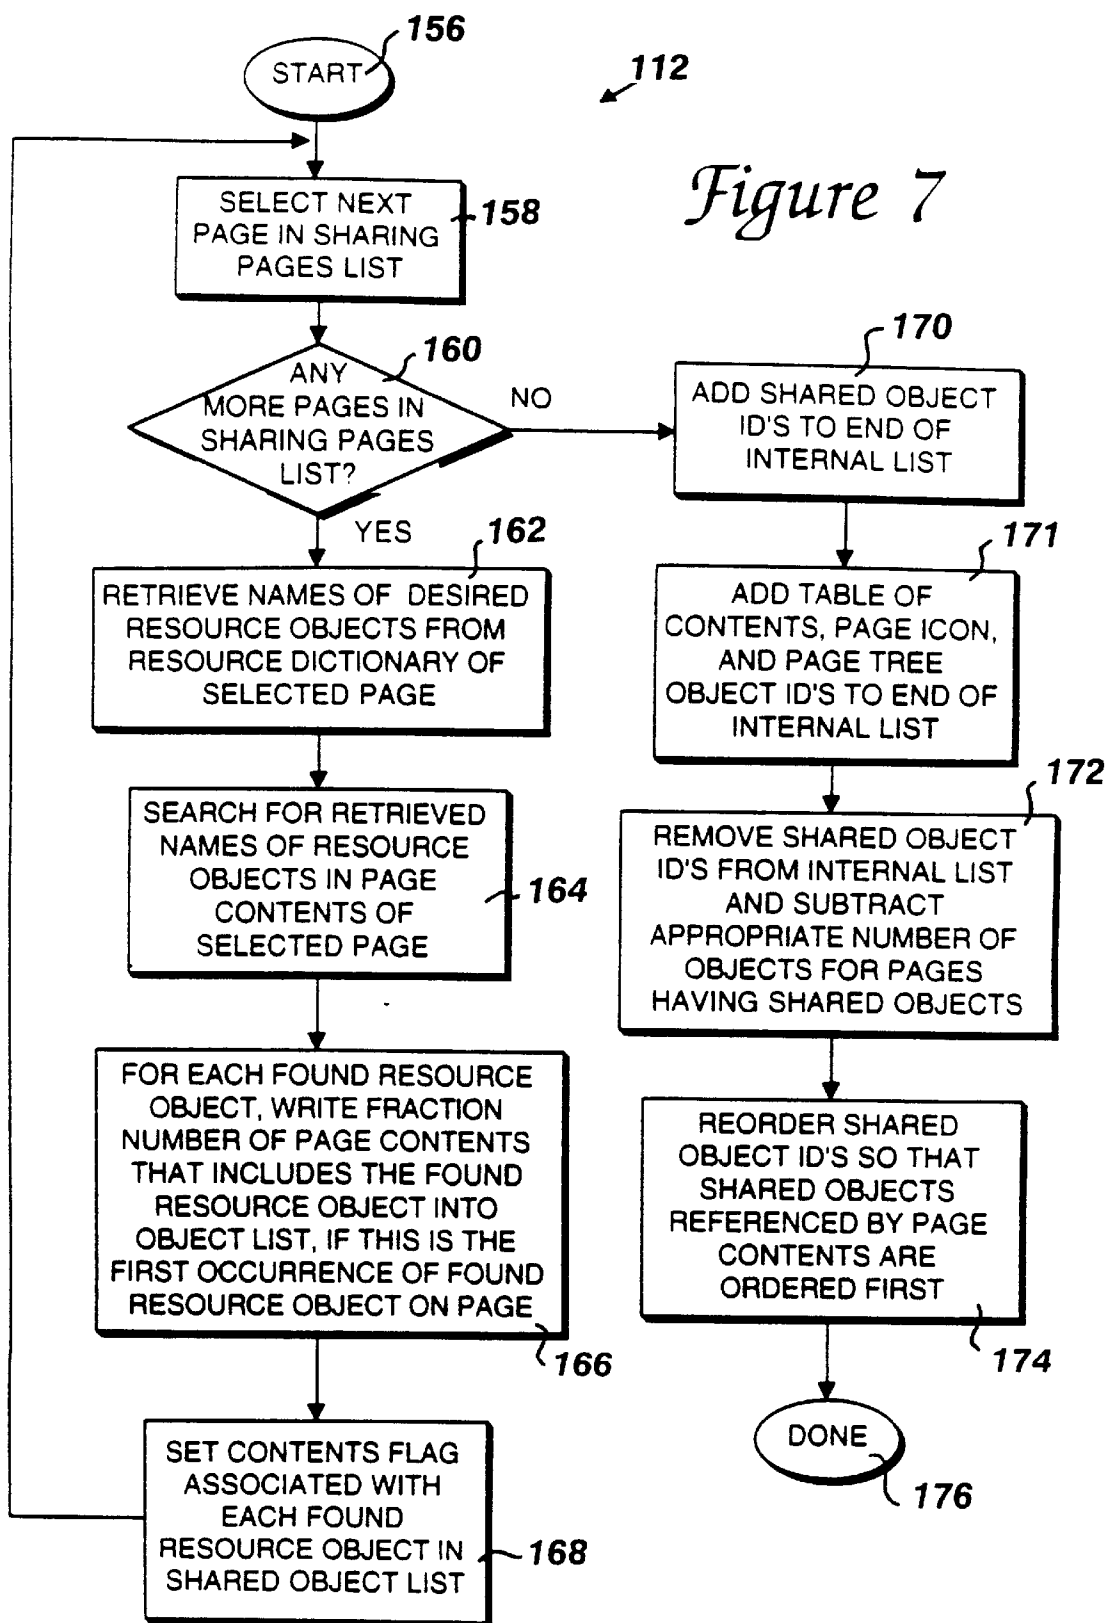 156
START
112
Figure 7
SELECT NEXT
PAGE IN SHARING
PAGES LIST
158
ANY
MORE PAGES IN
SHARING PAGES
LIST?
160
NO
YES
162
RETRIEVE NAMES OF DESIRED
RESOURCE OBJECTS FROM
RESOURCE DICTIONARY OF
SELECTED PAGE
SEARCH FOR RETRIEVED
NAMES OF RESOURCE
OBJECTS IN PAGE
CONTENTS OF
SELECTED PAGE
164
FOR EACH FOUND RESOURCE
OBJECT, WRITE FRACTION
NUMBER OF PAGE CONTENTS
THAT INCLUDES THE FOUND
RESOURCE OBJECT INTO
OBJECT LIST, IF THIS IS THE
FIRST OCCURRENCE OF FOUND
RESOURCE OBJECT ON PAGE
166
SET CONTENTS FLAG
ASSOCIATED WITH
EACH FOUND
RESOURCE OBJECT IN
SHARED OBJECT LIST
168
170
ADD SHARED OBJECT
ID'S TO END OF
INTERNAL LIST
171
ADD TABLE OF
CONTENTS, PAGE ICON,
AND PAGE TREE
OBJECT ID'S TO END OF
INTERNAL LIST
172
REMOVE SHARED OBJECT
ID'S FROM INTERNAL LIST
AND SUBTRACT
APPROPRIATE NUMBER OF
OBJECTS FOR PAGES
HAVING SHARED OBJECTS
REORDER SHARED
OBJECT ID'S SO THAT
SHARED OBJECTS
REFERENCED BY PAGE
CONTENTS ARE
ORDERED FIRST
174
DONE
176